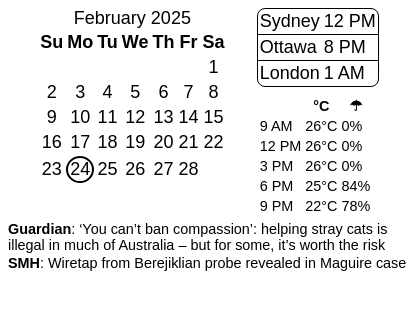 February 2025
Su Mo Tu We Th Fr Sa
1
2 3 4 5 6 7 8
9 10 11 12 13 14 15
16 17 18 19 20 21 22
23 24 25 26 27 28
Sydney 12 PM
Ottawa 8 PM
London 1 AM
°C ☂
9 AM 26°C 0%
12 PM 26°C 0%
3 PM 26°C 0%
6 PM 25°C 84%
9 PM 22°C 78%
Guardian: ‘You can’t ban compassion’: helping stray cats is
illegal in much of Australia – but for some, it’s worth the risk
SMH: Wiretap from Berejiklian probe revealed in Maguire case